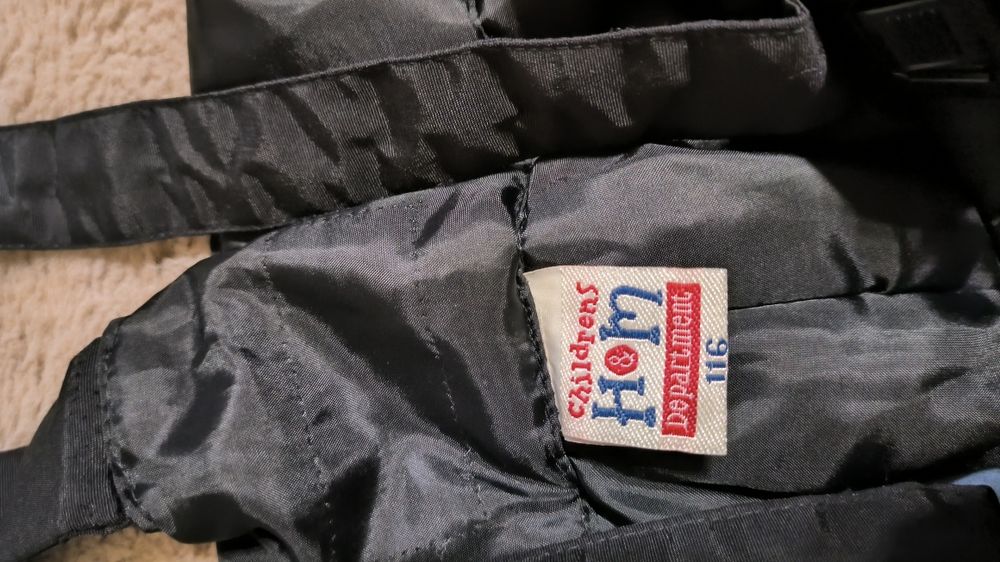 Childrens
H&M
Department
116